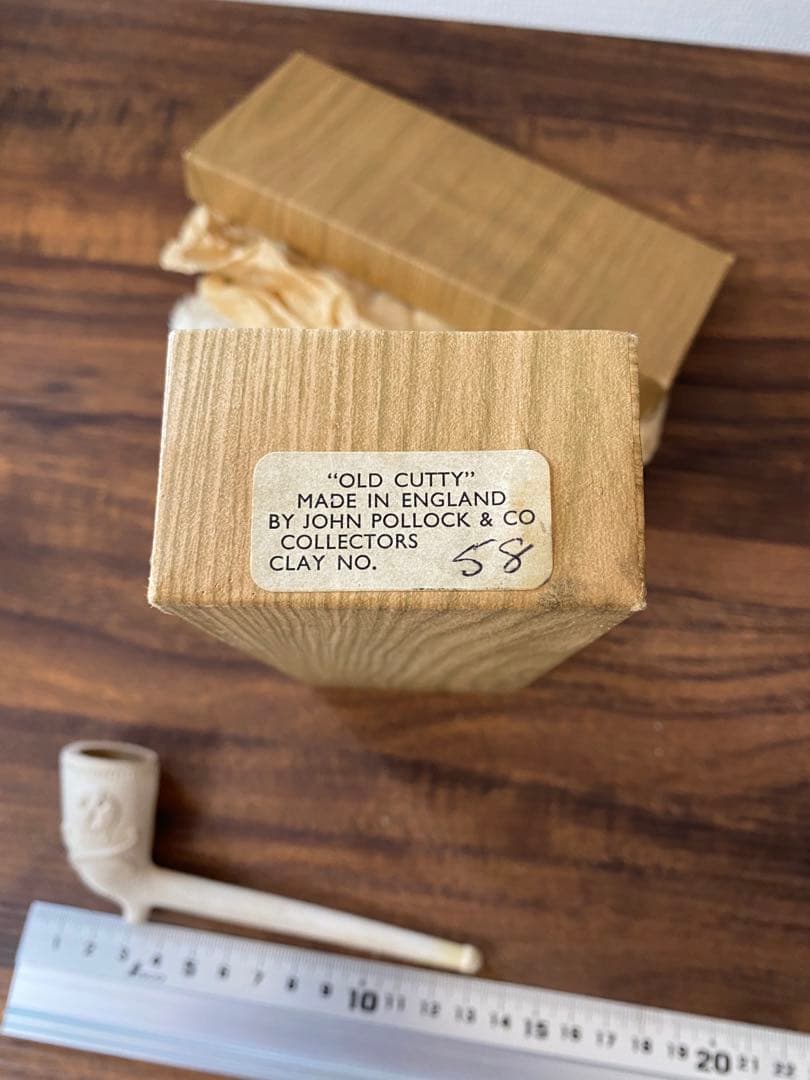 “OLD CUTTY”
MADE IN ENGLAND
BY JOHN POLLOCK & CO
COLLECTORS
CLAY NO. 58
1 2 3 4 5 6 7 8 9 10 11 12 13 14 15 16 17 18 19 20 21 22